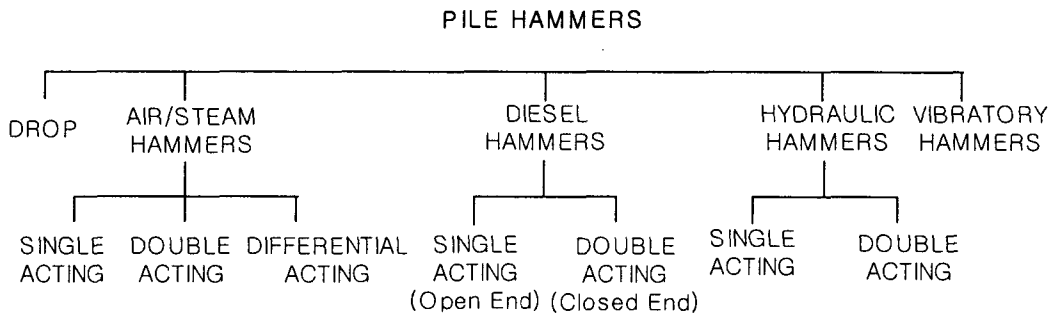 PILE HAMMERS
DROP
AIR/STEAM
HAMMERS
DIESEL
HAMMERS
HYDRAULIC
HAMMERS
VIBRATORY
HAMMERS
SINGLE
ACTING
DOUBLE
ACTING
DIFFERENTIAL
ACTING
SINGLE
ACTING
(Open End)
DOUBLE
ACTING
(Closed End)
SINGLE
ACTING
DOUBLE
ACTING